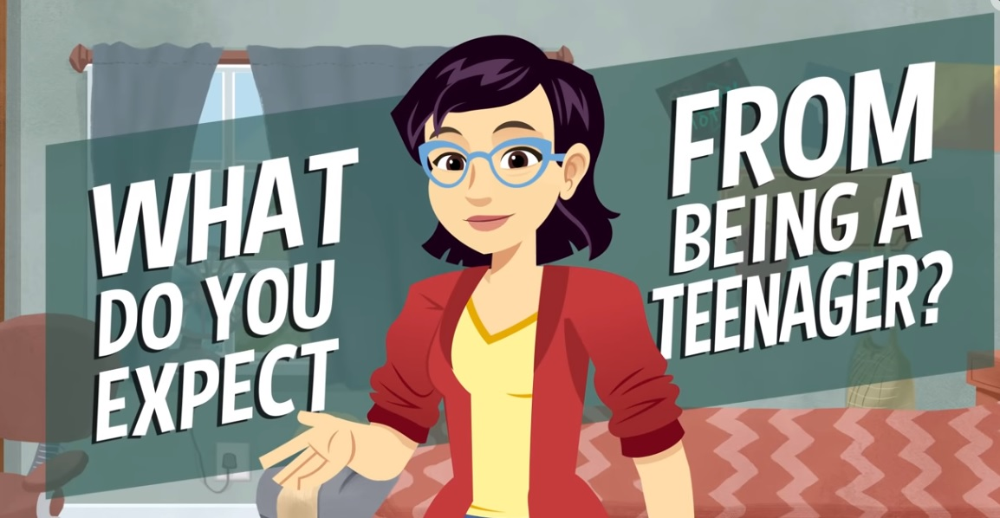 WHAT
DO YOU
EXPECT
FROM
BEING A
TEENAGER?